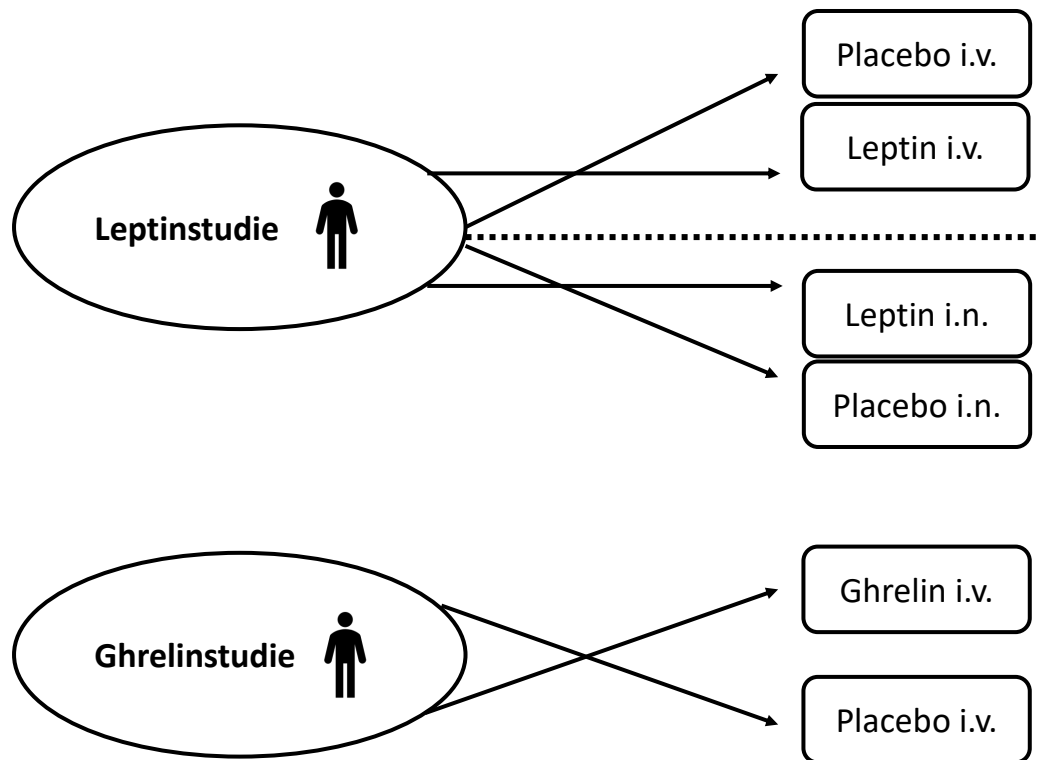 Placebo i.v.
Leptin i.v.
Leptinstudie
Leptin i.n.
Placebo i.n.
Ghrelin i.v.
Ghrelinstudie
Placebo i.v.